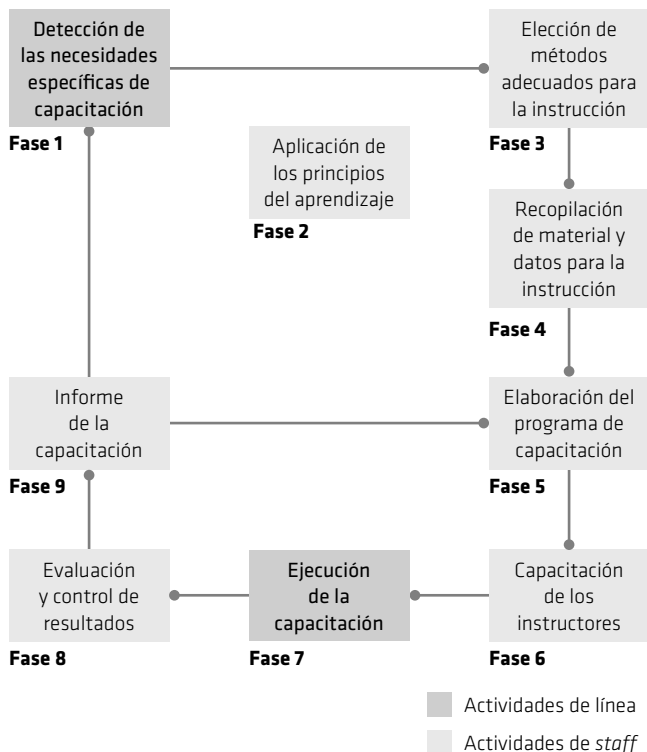 Detección de
las necesidades
específicas de
capacitación
Fase 1
Aplicación de
los principios
del aprendizaje
Fase 2
Elección de
métodos
adecuados para
la instrucción
Fase 3
Recopilación
de material y
datos para la
instrucción
Fase 4
Elaboración del
programa de
capacitación
Fase 5
Capacitación
de los
instructores
Fase 6
Ejecución
de la
capacitación
Fase 7
Evaluación
y control de
resultados
Fase 8
Informe
de la
capacitación
Fase 9
Actividades de línea
Actividades de staff